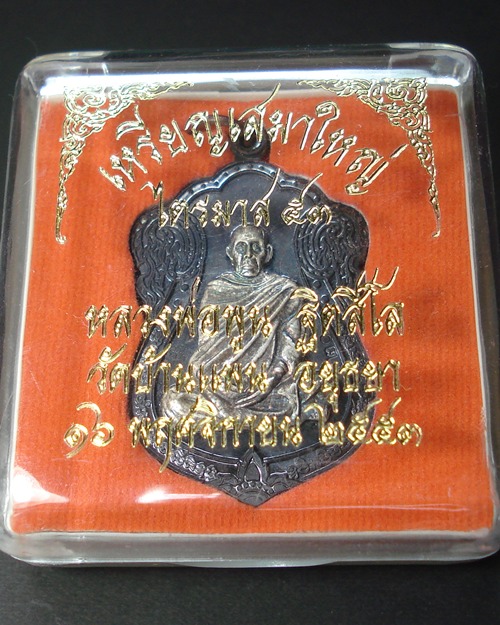 เหรียญเสมาใหญ่
ไตรมาส ๕๓
หลวงพ่อพูน ฐิตสีโล
วัดบ้านแพน อยุธยา
๑๖ พฤศจิกายน ๒๕๕๓